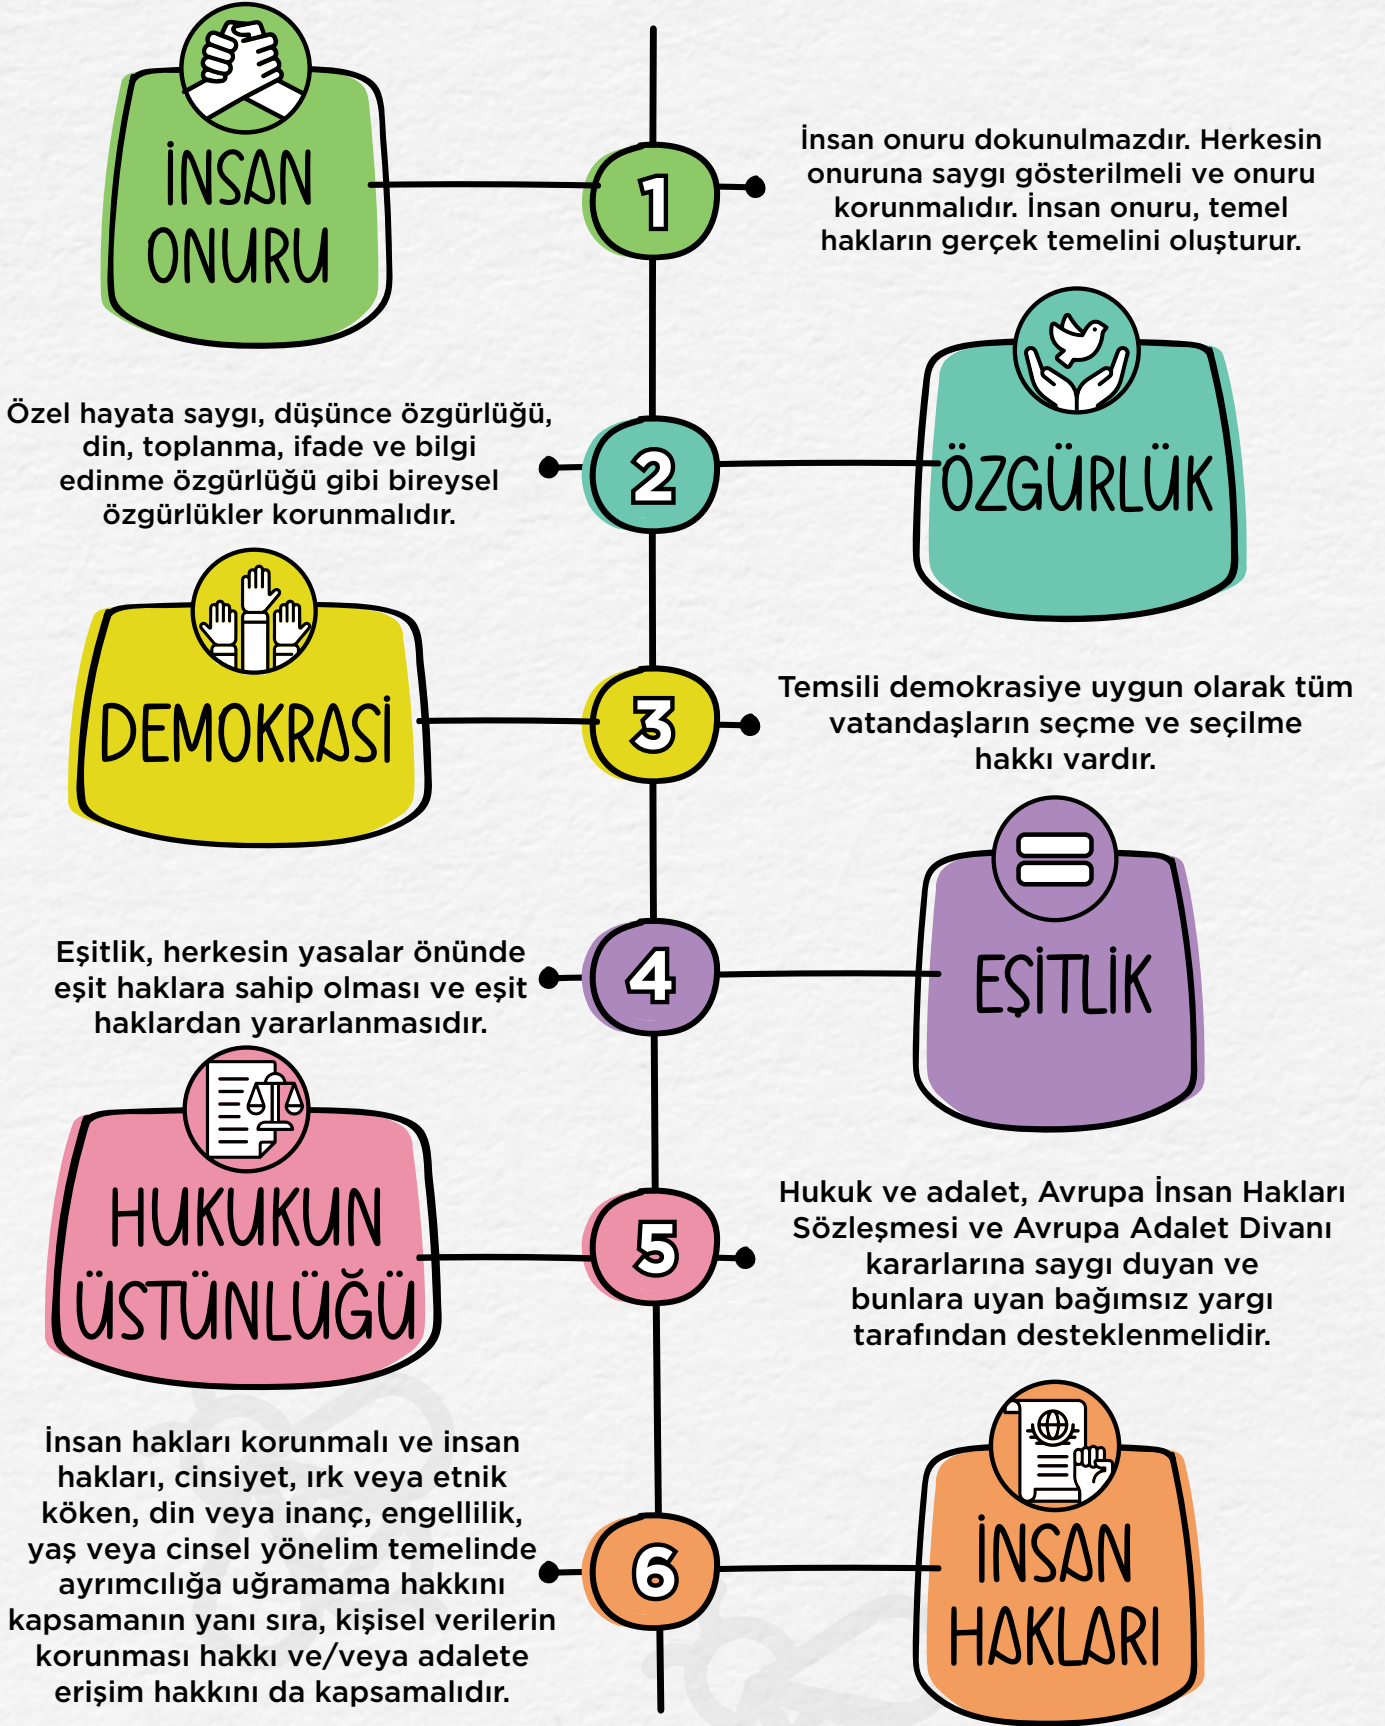 İNSAN
ONURU
1
İnsan onuru dokunulmazdır. Herkesin
onuruna saygı gösterilmeli ve onuru
korunmalıdır. İnsan onuru, temel
hakların gerçek temelini oluşturur.
Özel hayata saygı, düşünce özgürlüğü,
din, toplanma, ifade ve bilgi
edinme özgürlüğü gibi bireysel
özgürlükler korunmalıdır.
2
ÖZGÜRLÜK
DEMOKRASİ
3
Temsili demokrasiye uygun olarak tüm
vatandaşların seçme ve seçilme
hakkı vardır.
Eşitlik, herkesin yasalar önünde
eşit haklara sahip olması ve eşit
haklardan yararlanmasıdır.
4
EŞİTLİK
HUKUKUN
ÜSTÜNLÜĞÜ
5
Hukuk ve adalet, Avrupa İnsan Hakları
Sözleşmesi ve Avrupa Adalet Divanı
kararlarına saygı duyan ve
bunlara uyan bağımsız yargı
tarafından desteklenmelidir.
İnsan hakları korunmalı ve insan
hakları, cinsiyet, ırk veya etnik
köken, din veya inanç, engellilik,
yaş veya cinsel yönelim temelinde
ayrımcılığa uğramama hakkını
kapsamanın yanı sıra, kişisel verilerin
korunması hakkı ve/veya adalete
erişim hakkını da kapsamalıdır.
6
İNSAN
HAKLARI